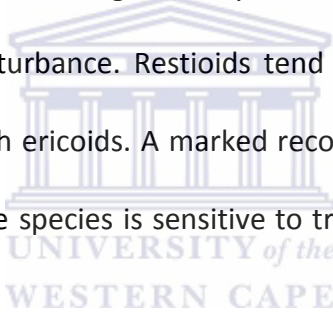 turbance. Restioids tend
h ericoids. A marked reco
e species is sensitive to tr
UNIVERSITY of the
WESTERN CAPE